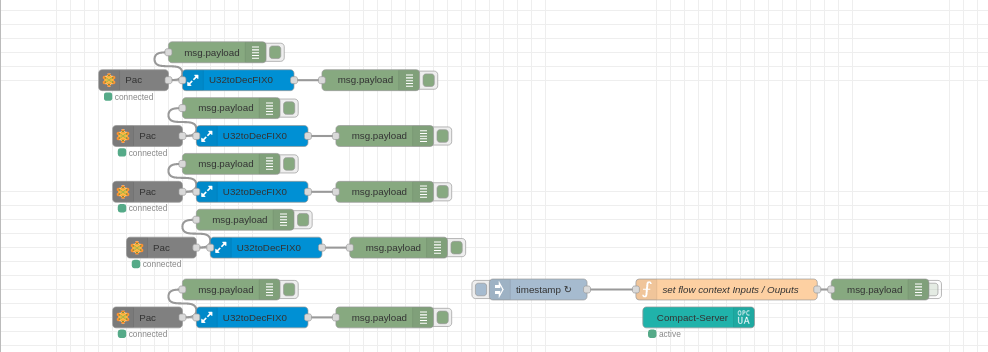 msg.payload
Pac
U32toDecFIX0
msg.payload
connected
msg.payload
Pac
U32toDecFIX0
msg.payload
connected
msg.payload
Pac
U32toDecFIX0
msg.payload
connected
msg.payload
Pac
U32toDecFIX0
msg.payload
connected
msg.payload
Pac
U32toDecFIX0
msg.payload
connected
timestamp ↻
set flow context Inputs / Ouputs
msg.payload
Compact-Server
OPC
UA
active